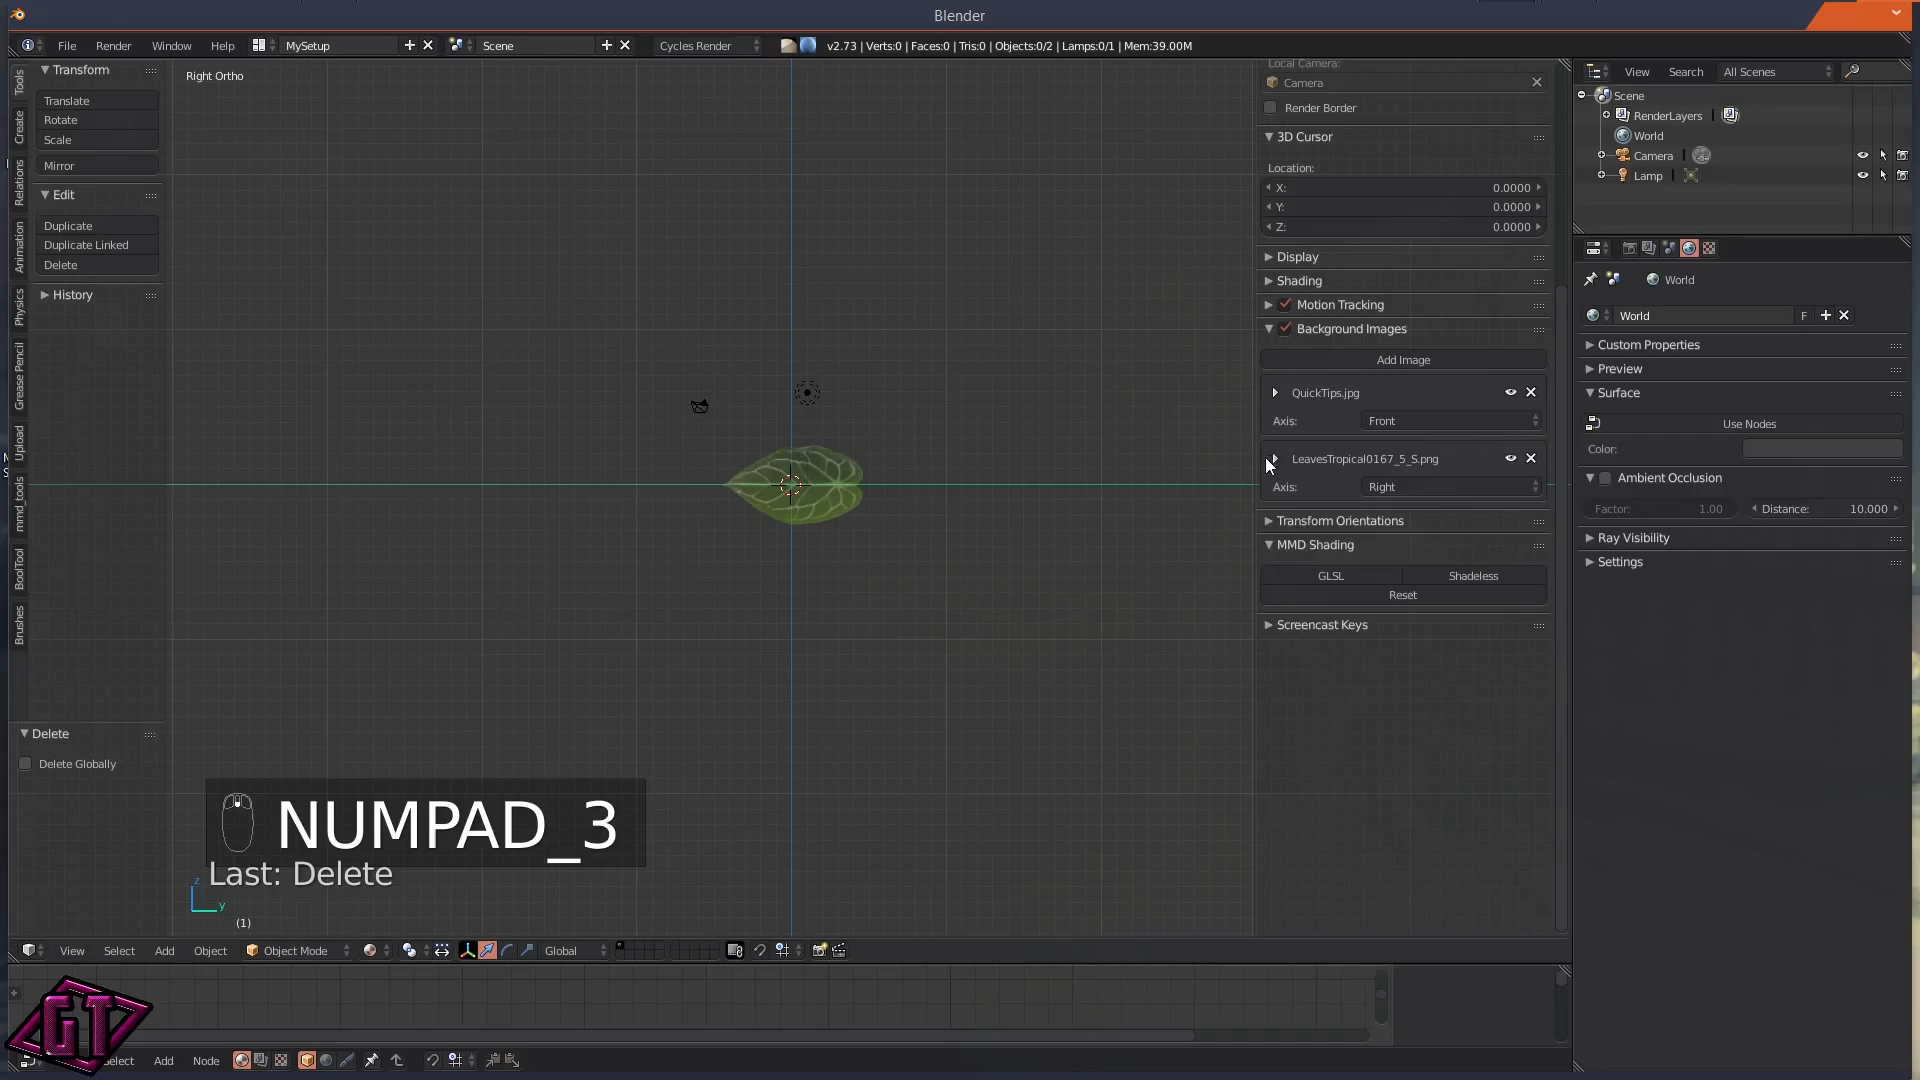 Blender
File Render Window Help MySetup Scene Cycles Render v2.73 | Verts:0 | Faces:0 | Tris:0 | Objects:0/2 | Lamps:0/1 | Mem:39.00M
Tools
Create
Relations
Animation
Physics
Grease Pencil
Upload
mmd_tools
BoolTool
Brushes
Transform
Translate
Rotate
Scale
Mirror
Edit
Duplicate
Duplicate Linked
Delete
History
Delete
Delete Globally
Right Ortho
NUMPAD_3
Last: Delete
z
y
(1)
Local Camera:
Camera
Render Border
3D Cursor
Location:
X: 0.0000
Y: 0.0000
Z: 0.0000
Display
Shading
Motion Tracking
Background Images
Add Image
QuickTips.jpg
Axis: Front
LeavesTropical0167_5_S.png
Axis: Right
Transform Orientations
MMD Shading
GLSL Shadeless
Reset
Screencast Keys
View Search All Scenes
Scene
RenderLayers |
World
Camera |
Lamp |
World
World F
Custom Properties
Preview
Surface
Use Nodes
Color:
Ambient Occlusion
Factor: 1.00 Distance: 10.000
Ray Visibility
Settings
View Select Add Object Object Mode Global
GT
elect Add Node